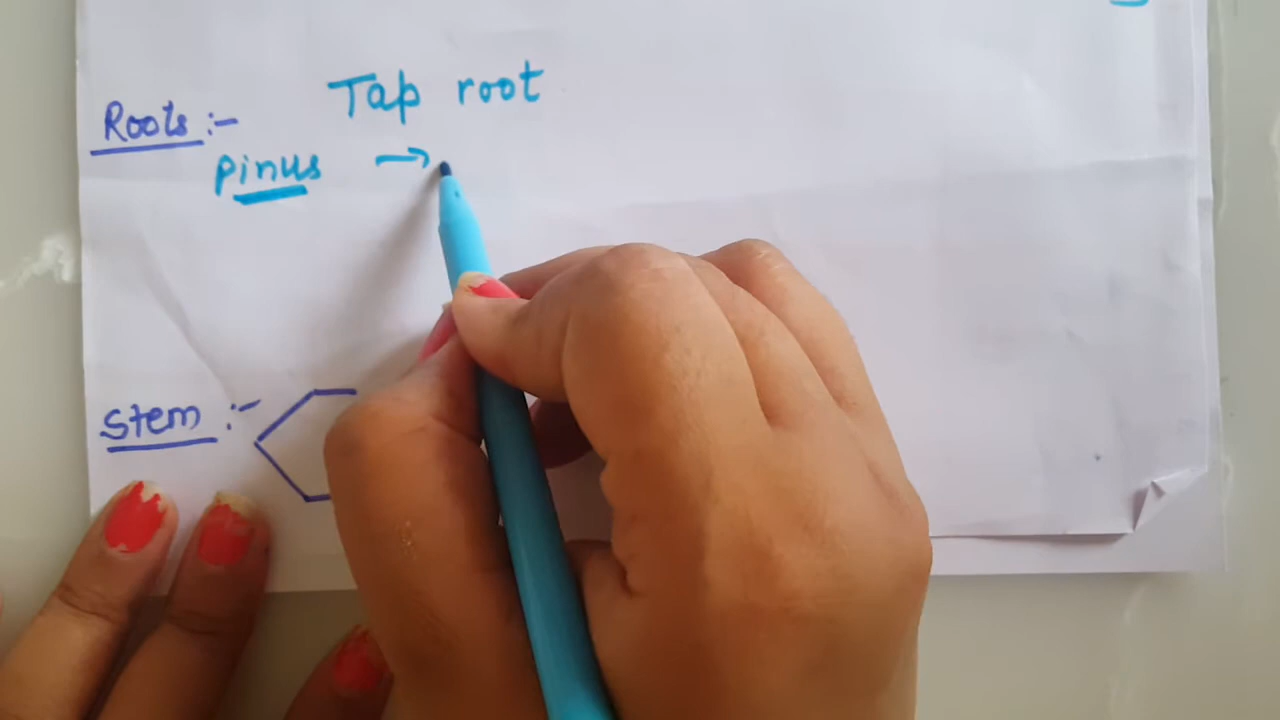 Tap root
Roots :-
pinus →
Stem :-